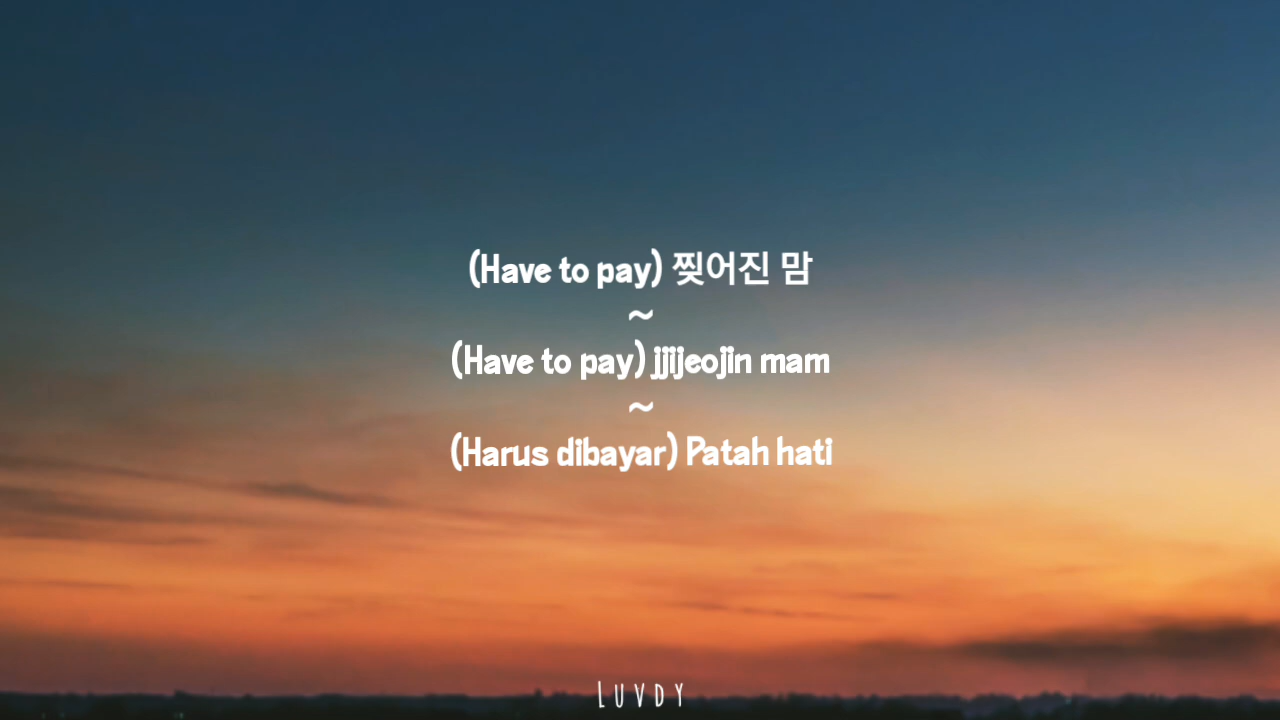 (Have to pay) 찢어진 맘
~
(Have to pay) jjijeojin mam
~
(Harus dibayar) Patah hati
LUVDY